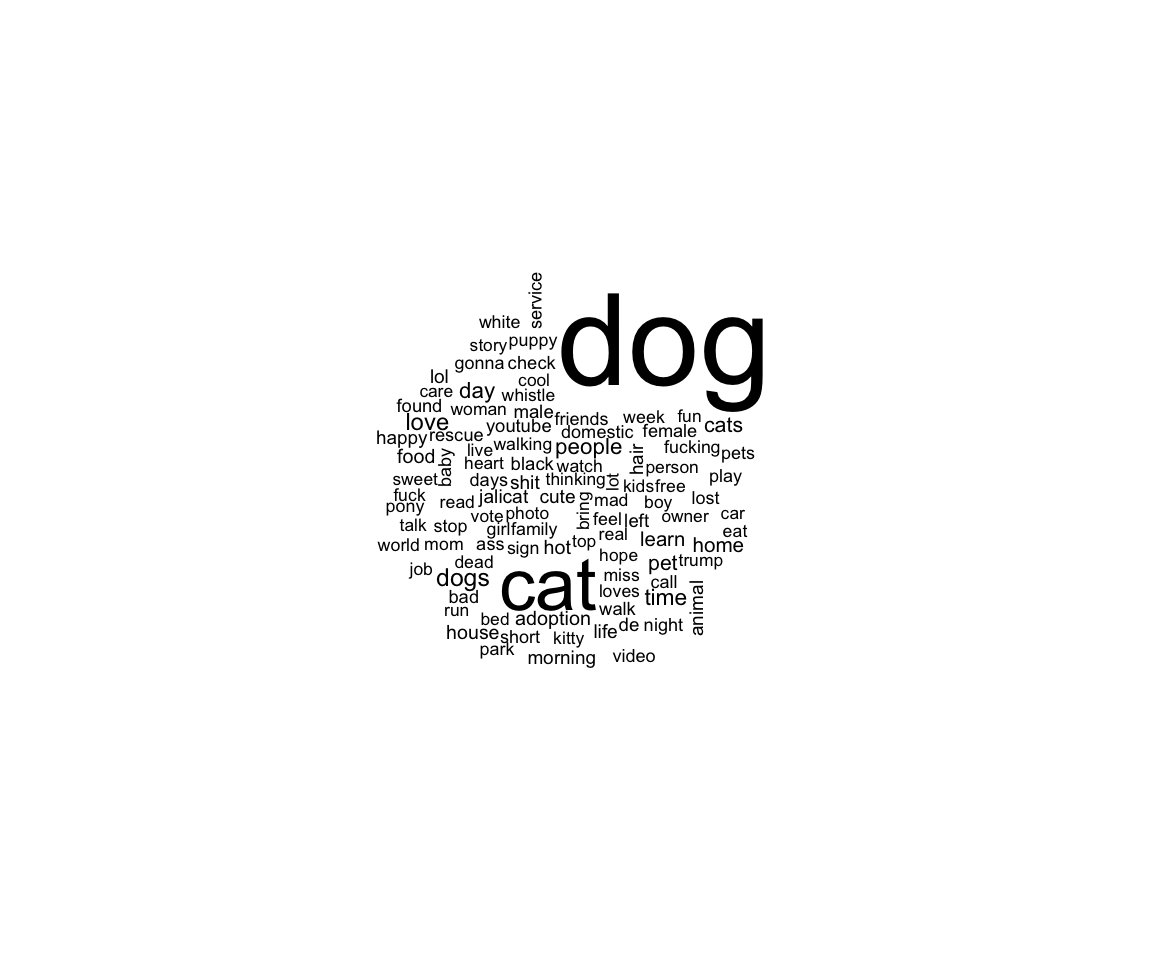 service
dog
white
story
puppy
gonna
check
lol
cool
care
day
whistle
found
woman
male
friends
week
fun
love
youtube
domestic
female
cats
happy
rescue
live
walking
people
fucking
pets
food
baby
heart
black
watch
hair
person
sweet
days
shit
thinking
lot
kids
free
play
fuck
pony
read
jalicat
cute
bring
mad
boy
lost
talk
stop
vote
photo
girl
family
feel
left
owner
car
world
mom
ass
sign
hot
top
real
learn
home
eat
job
dogs
dead
cat
hope
miss
loves
pet
trump
call
time
animal
bad
run
bed
adoption
walk
house
short
kitty
life
de
night
park
morning
video